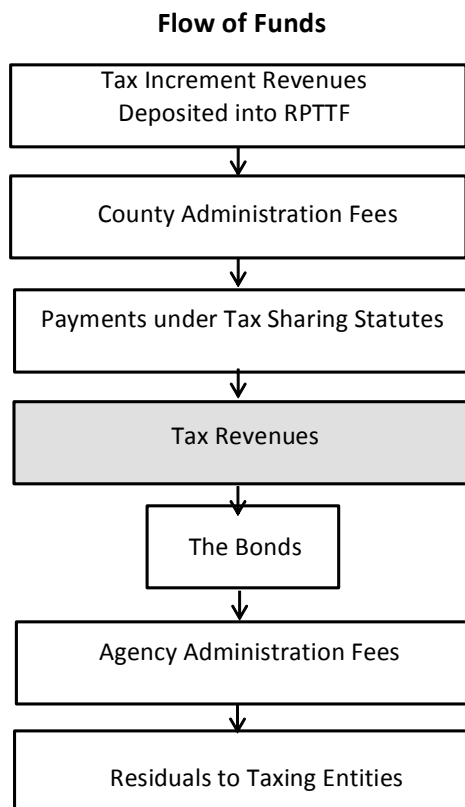 Flow of Funds
Tax Increment Revenues
Deposited into RPTTF
County Administration Fees
Payments under Tax Sharing Statutes
Tax Revenues
The Bonds
Agency Administration Fees
Residuals to Taxing Entities